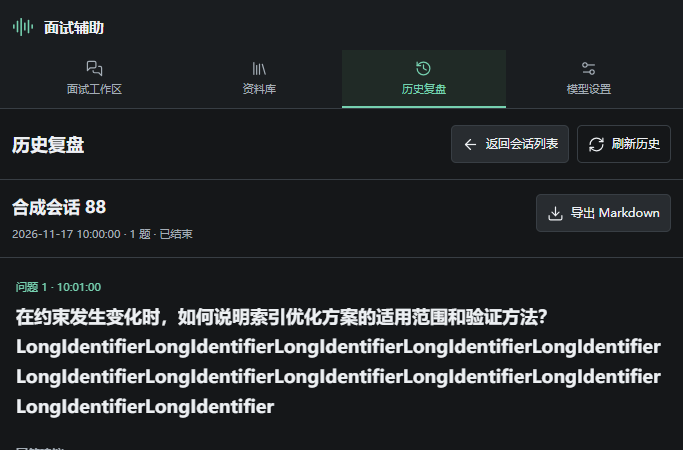 面试辅助
面试工作区
资料库
历史复盘
模型设置
历史复盘
返回会话列表
刷新历史
合成会话 88
2026-11-17 10:00:00 · 1 题 · 已结束
导出 Markdown
问题 1 · 10:01:00
在约束发生变化时，如何说明索引优化方案的适用范围和验证方法？
LongIdentifierLongIdentifierLongIdentifierLongIdentifierLongIdentifier
LongIdentifierLongIdentifierLongIdentifierLongIdentifierLongIdentifier
LongIdentifierLongIdentifier